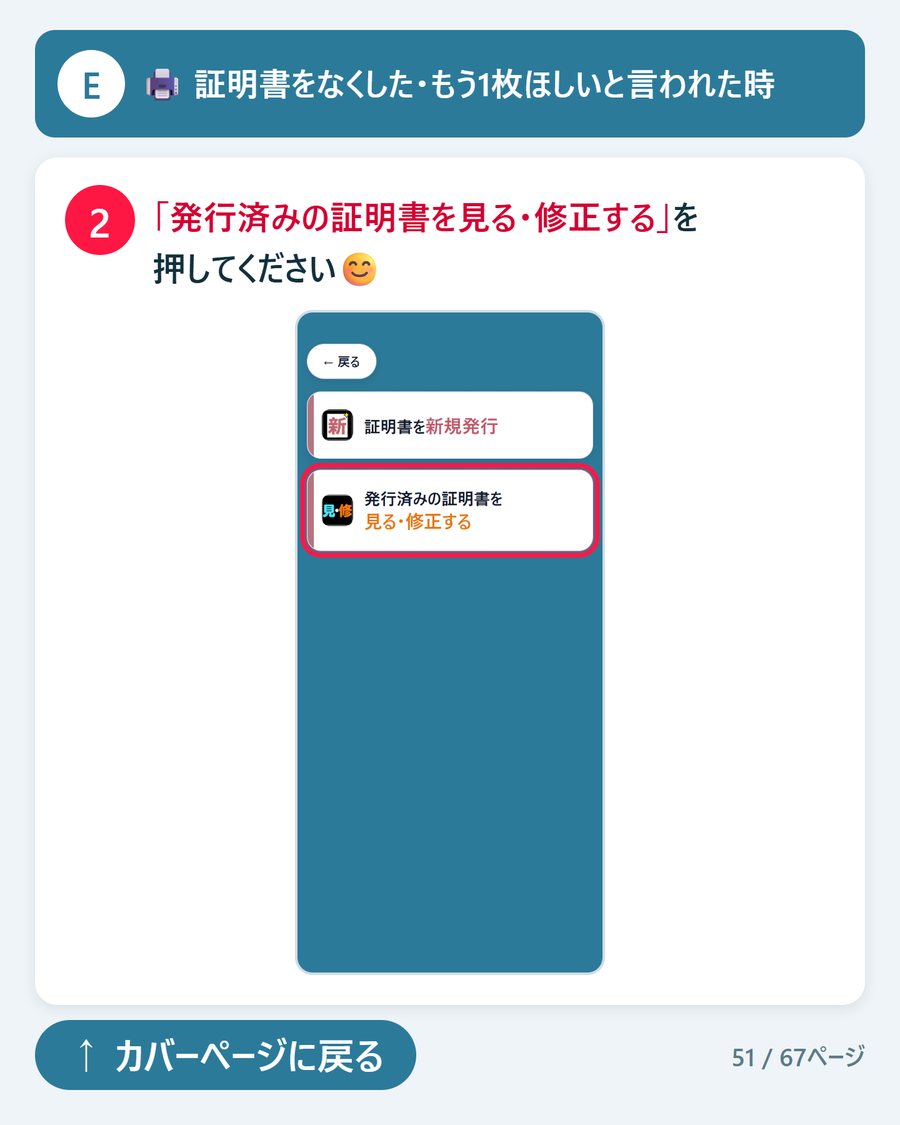 E 🖨️ 証明書をなくした・もう1枚ほしいと言われた時
2 「発行済みの証明書を見る・修正する」を
押してください😊
← 戻る
新 証明書を新規発行
発行済みの証明書を
見・修 見る・修正する
↑ カバーページに戻る
51 / 67ページ